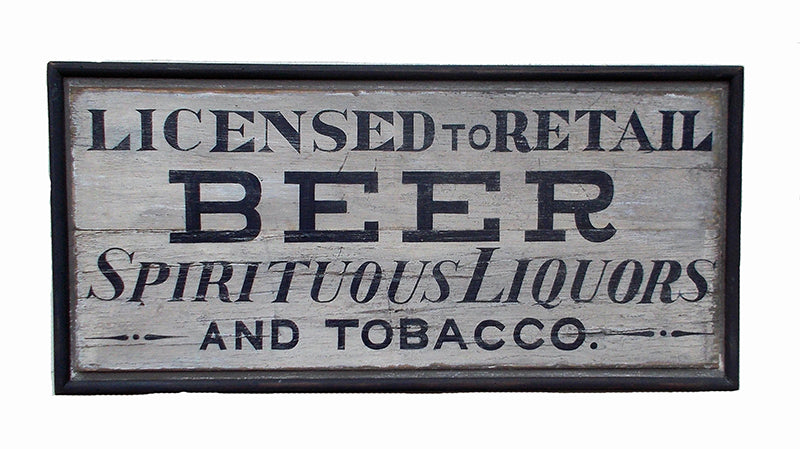 LICENSED TO RETAIL
BEER
SPIRITUOUS LIQUORS
AND TOBACCO.